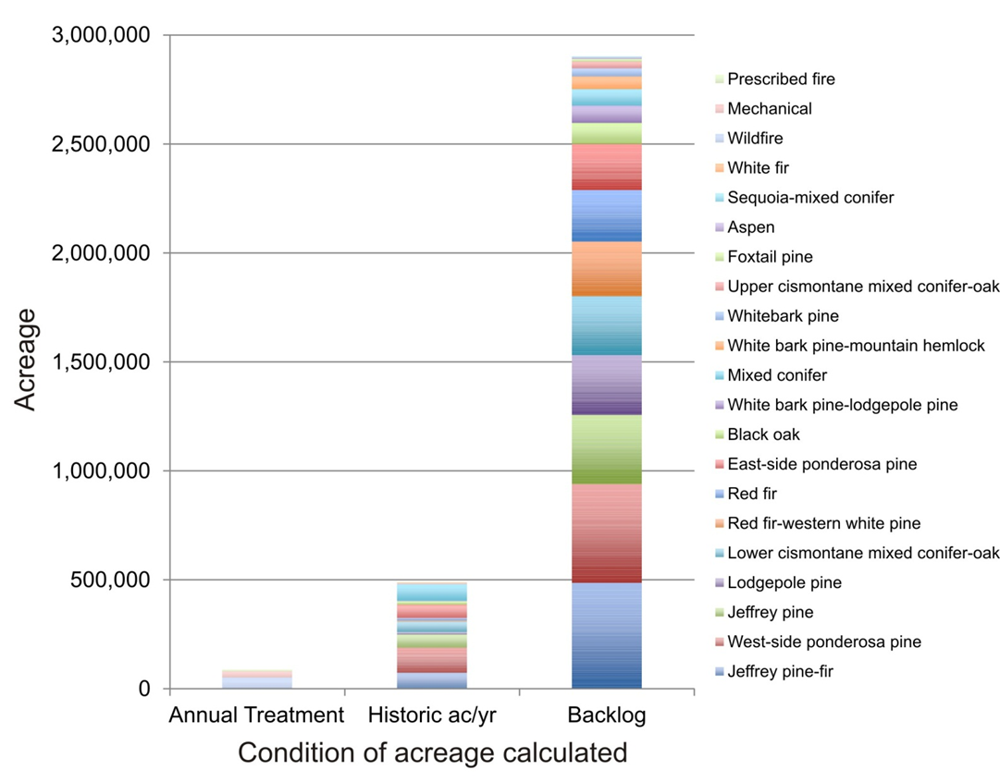 3,000,000
2,500,000
2,000,000
1,500,000
1,000,000
500,000
0
Acreage
Annual Treatment
Historic ac/yr
Backlog
Condition of acreage calculated
Prescribed fire
Mechanical
Wildfire
White fir
Sequoia-mixed conifer
Aspen
Foxtail pine
Upper cismontane mixed conifer-oak
Whitebark pine
White bark pine-mountain hemlock
Mixed conifer
White bark pine-lodgepole pine
Black oak
East-side ponderosa pine
Red fir
Red fir-western white pine
Lower cismontane mixed conifer-oak
Lodgepole pine
Jeffrey pine
West-side ponderosa pine
Jeffrey pine-fir